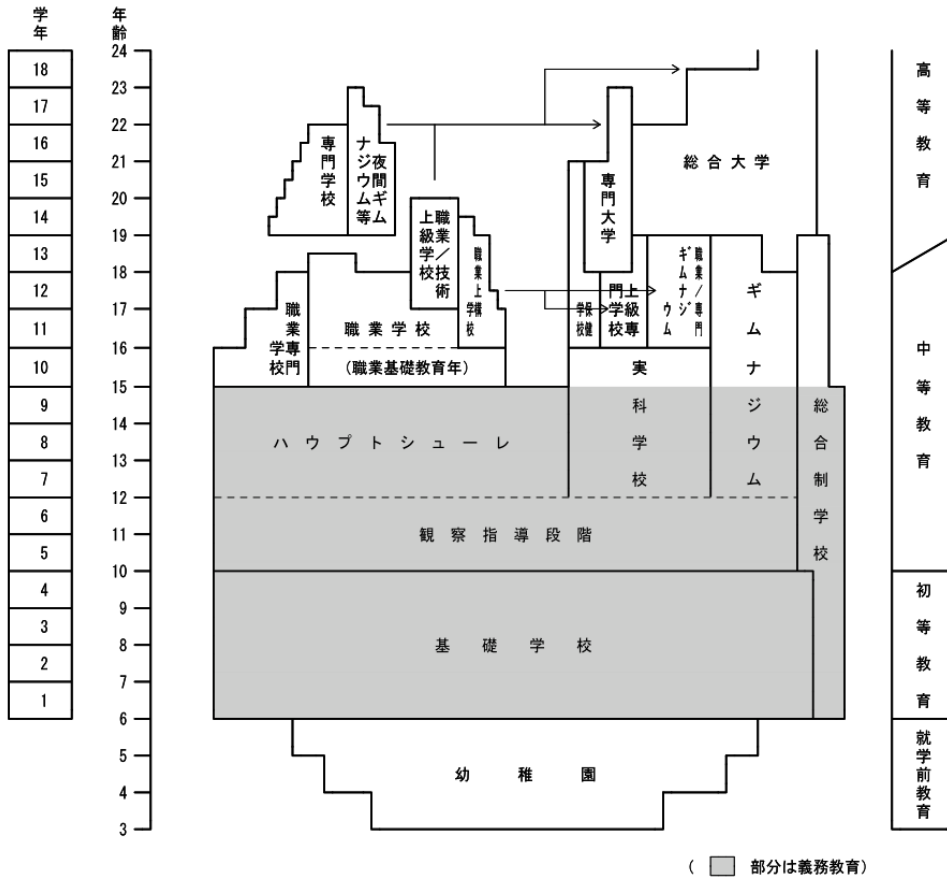 学年
年齢
24
18
23
17
22
16
21
15
20
14
19
13
18
12
17
11
16
10
15
9
14
8
13
7
12
6
11
5
10
4
9
3
8
2
7
1
6
5
4
3
専門学校
夜間ギム
ナジウム等
職業／技術
上級学校
職業上構
学校
職業専門
学校
職業学校
(職業基礎教育年)
専門大学
総合大学
保健
学校
上級専
門学校
職業／専門
ギムナジ
ウム
ギムナジウム
実科学校
総合制学校
ハウプトシューレ
観察指導段階
基礎学校
幼稚園
高等教育
中等教育
初等教育
就学前教育
( 部分は義務教育)